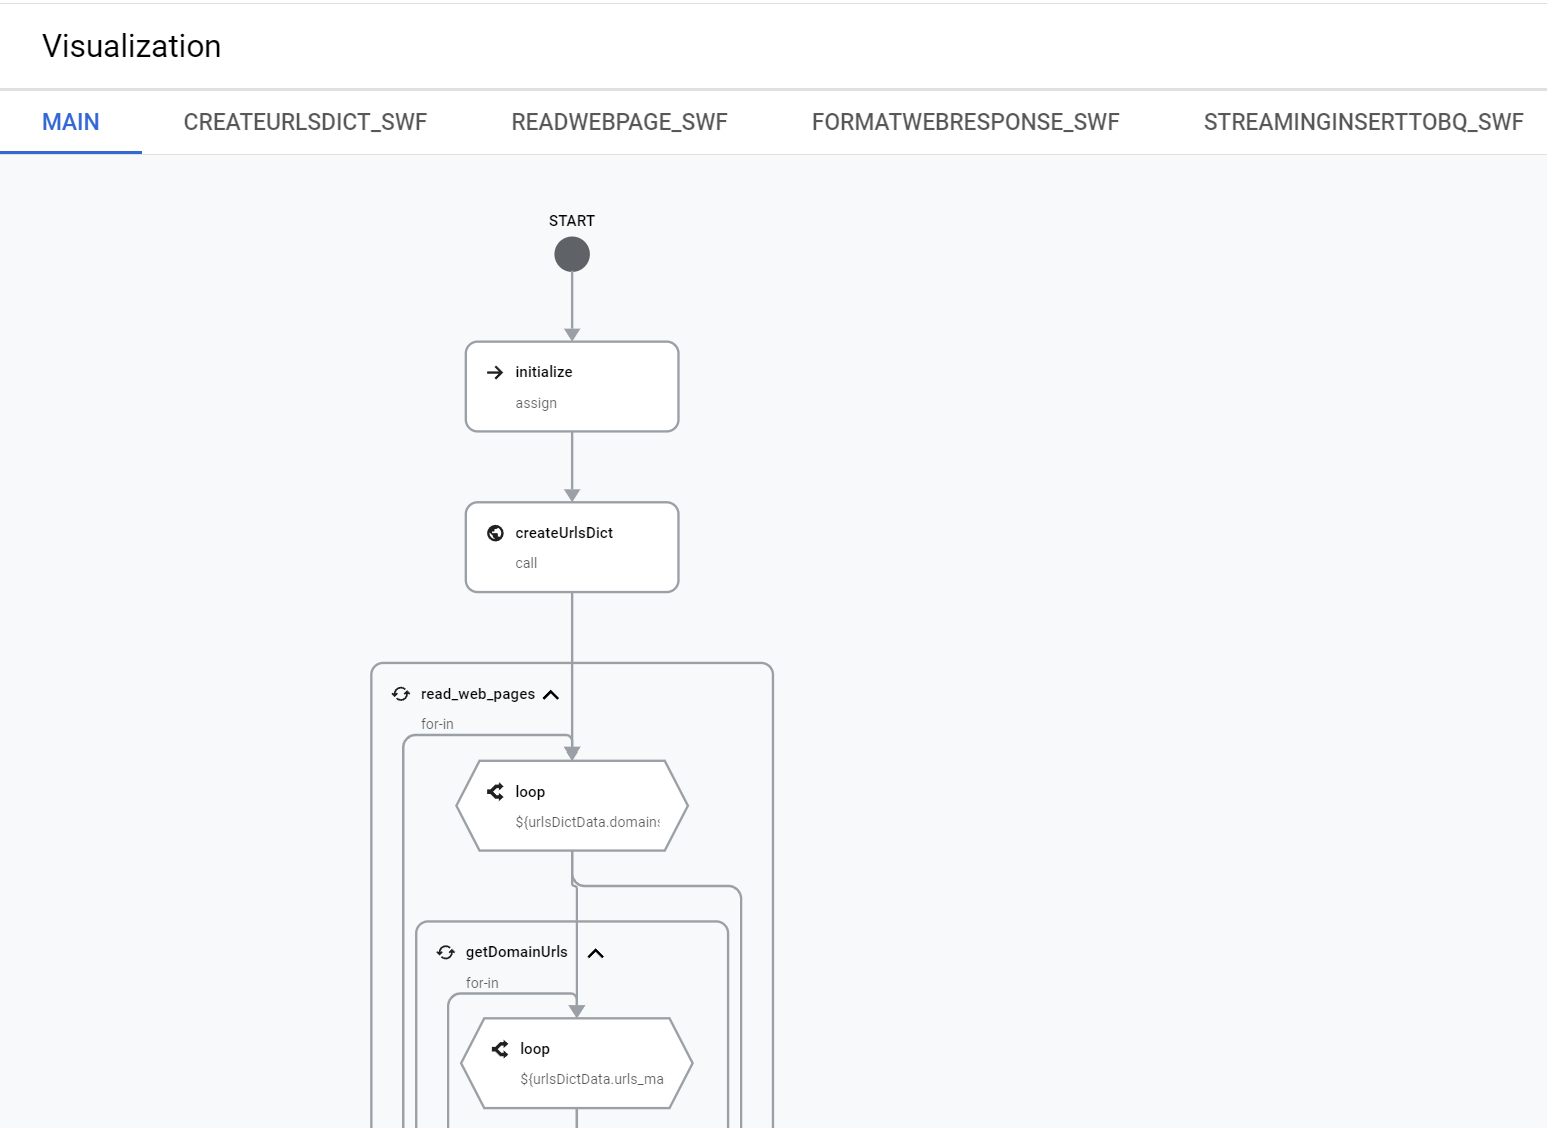 Visualization
MAIN CREATEURLSDICT_SWF READWEBPAGE_SWF FORMATWEBRESPONSE_SWF STREAMINGINSERTTOBQ_SWF
START
initialize
assign
createUrlsDict
call
read_web_pages
for-in
loop
${urlsDictData.domains
getDomainUrls
for-in
loop
${urlsDictData.urls_ma